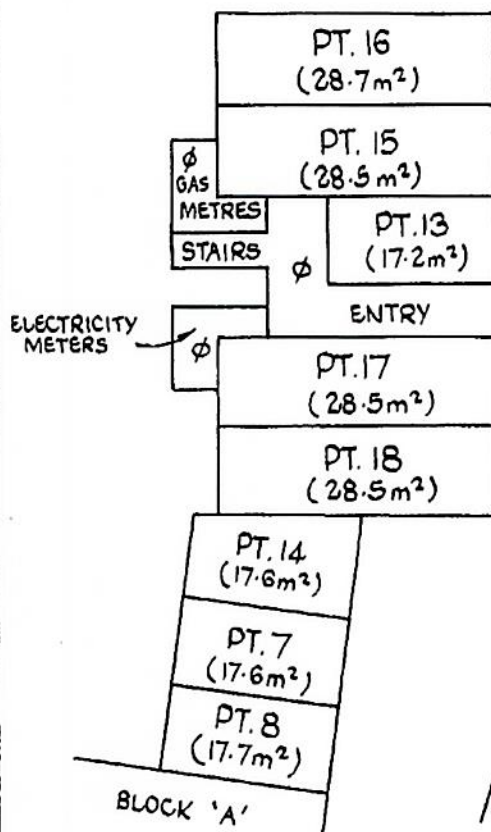 PT. 16
(28.7m²)
PT. 15
(28.5m²)
ϕ
GAS
METRES
PT.13
(17.2m²)
STAIRS
ϕ
ENTRY
ELECTRICITY
METERS
ϕ
PT.17
(28.5m²)
PT. 18
(28.5m²)
PT. 14
(17.6m²)
PT. 7
(17.6m²)
PT. 8
(17.7m²)
BLOCK 'A'